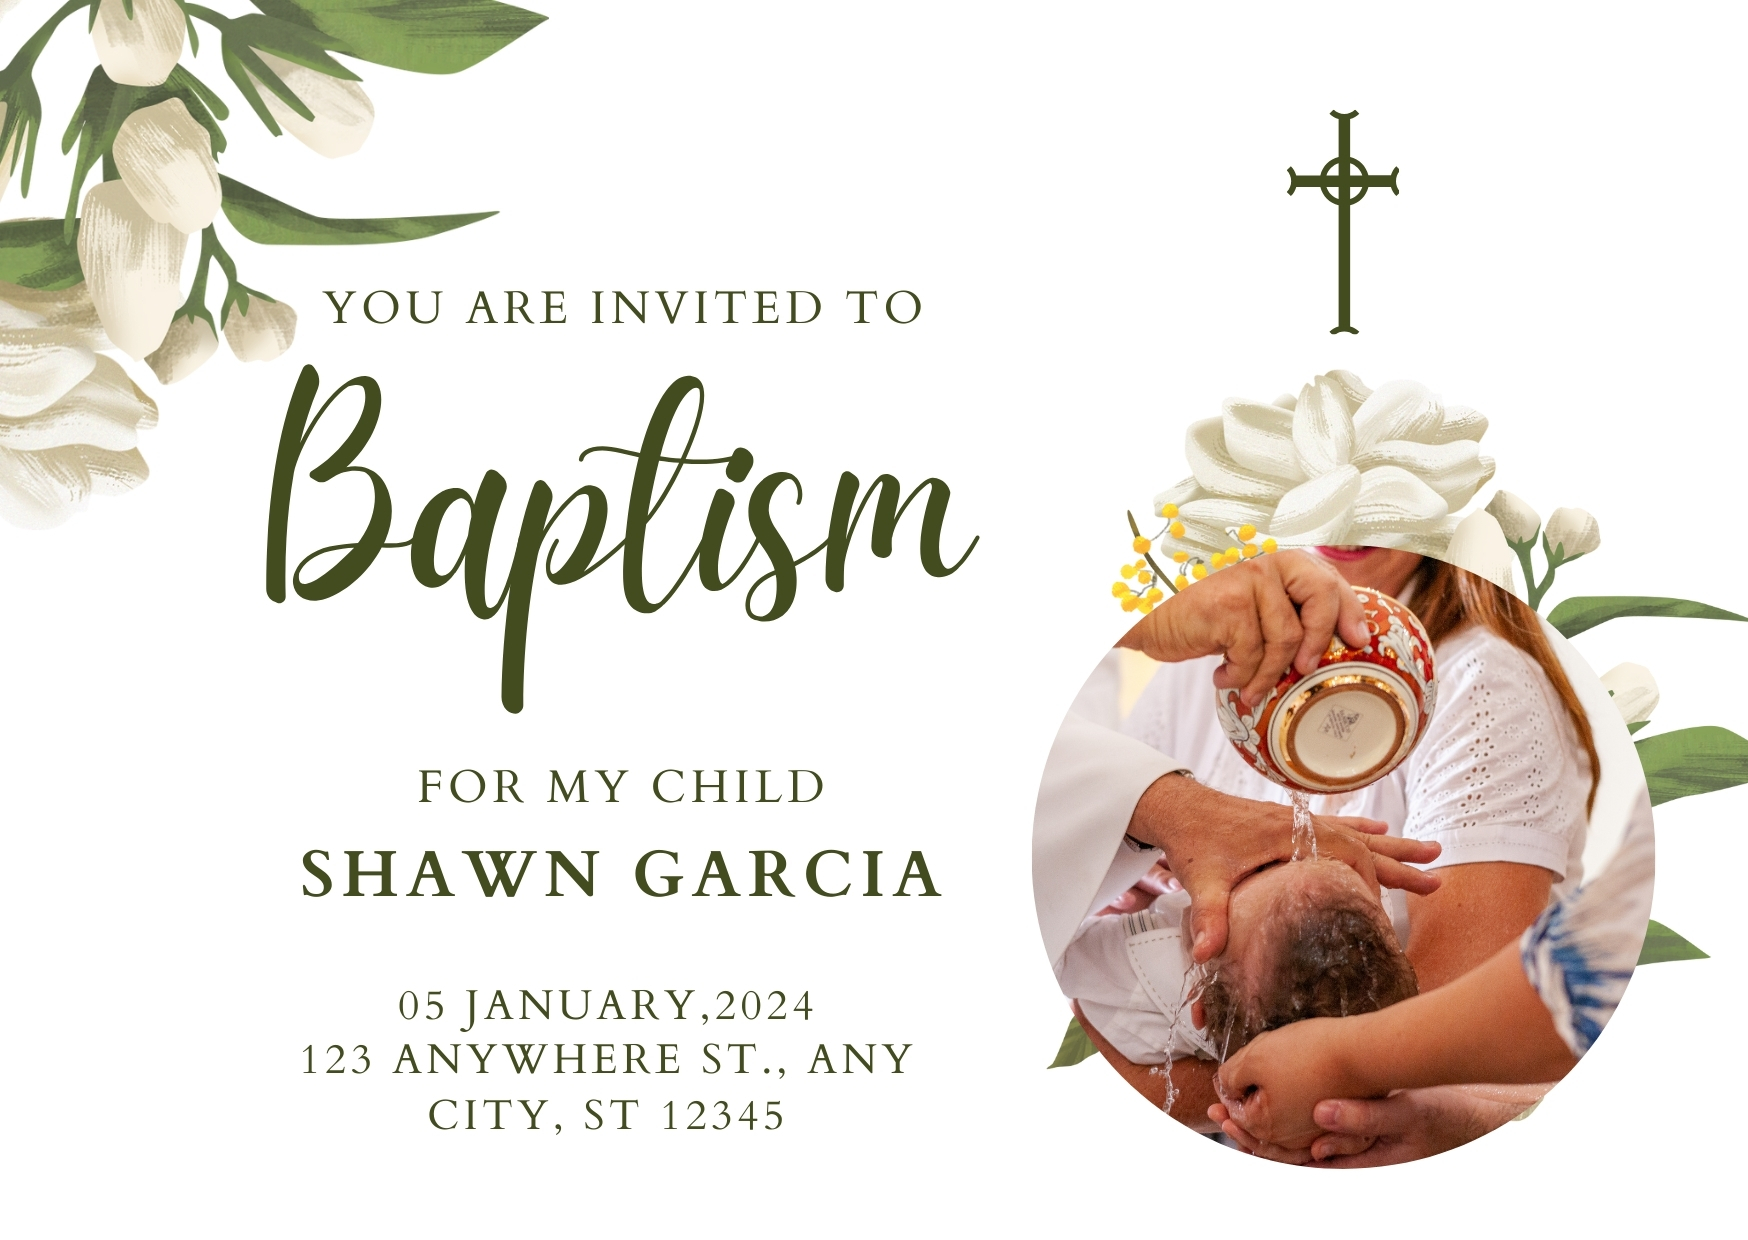 YOU ARE INVITED TO
Baptism
FOR MY CHILD
SHAWN GARCIA
05 JANUARY,2024
123 ANYWHERE ST., ANY
CITY, ST 12345